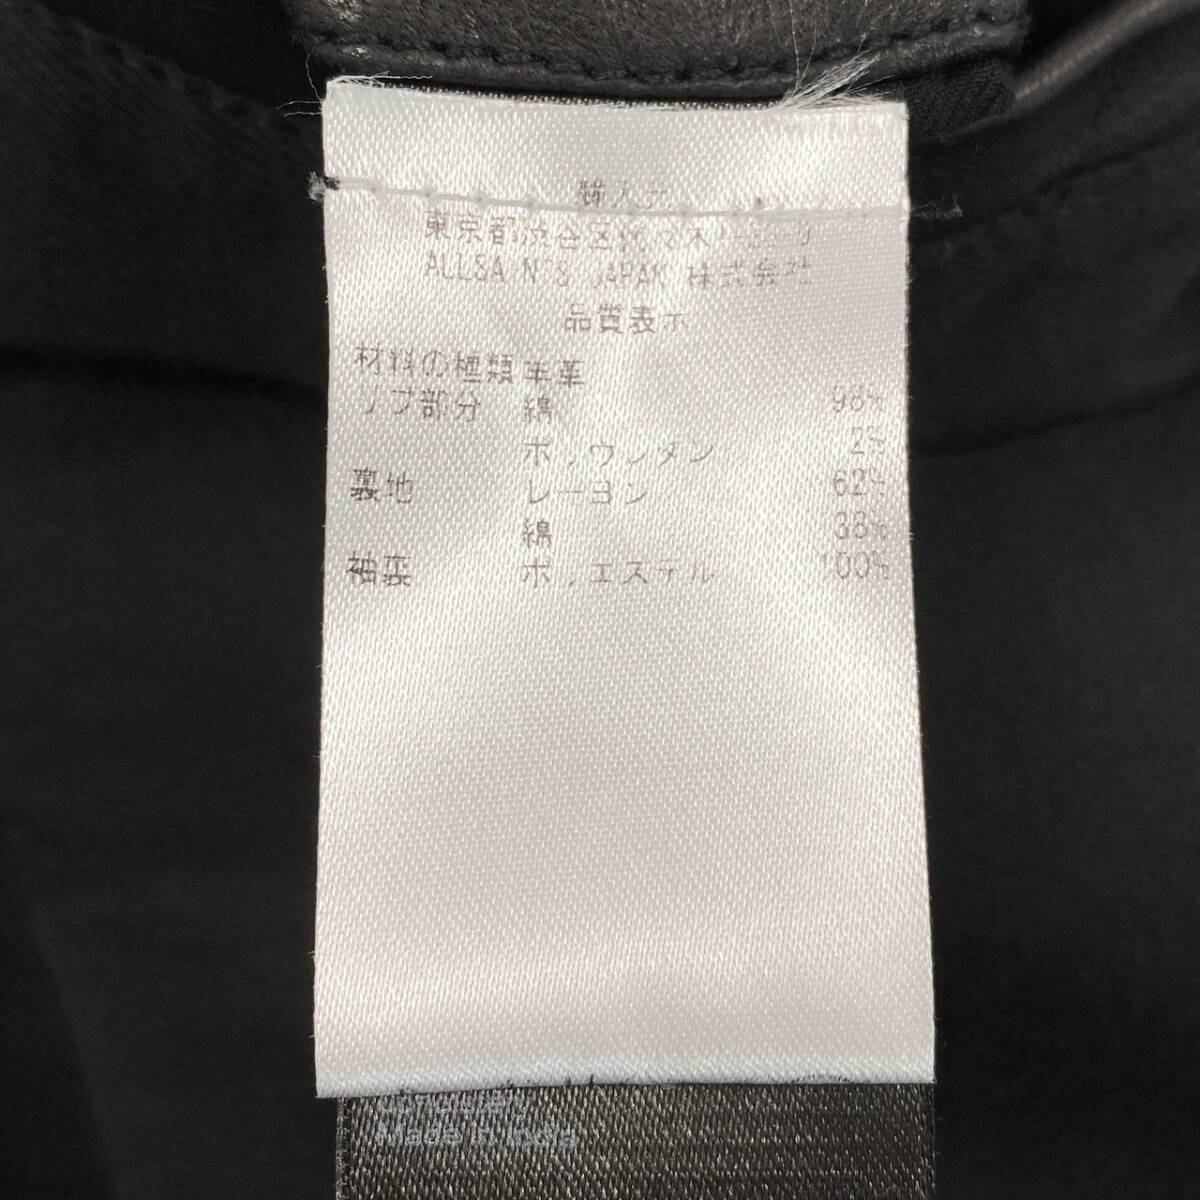 輸入元
東京都渋谷区
ALLSAINTS JAPAN 株式会社
品質表示
材料の種類 羊革
リブ部分 綿 98%
ポリウレタン 2%
裏地 レーヨン 62%
綿 38%
袖裏 ポリエステル 100%
Made in India